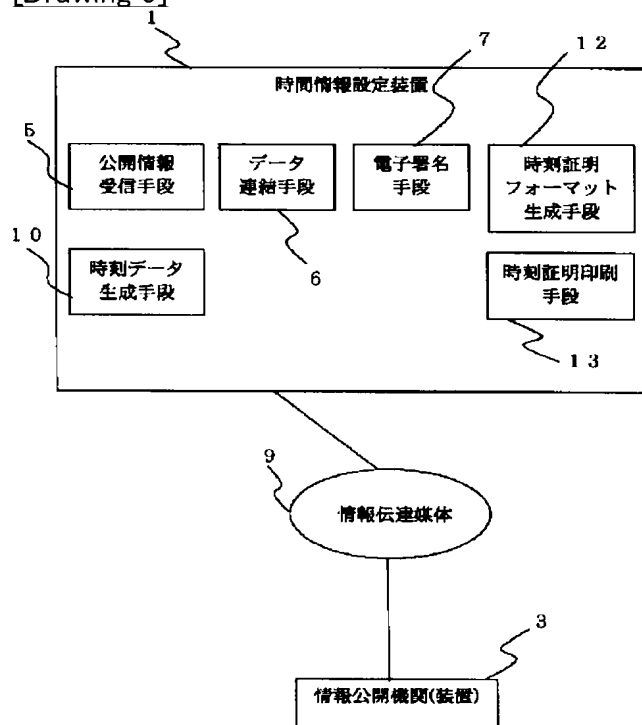 1
時間情報設定装置
7
12
5
公開情報
受信手段
データ
連結手段
電子署名
手段
時刻証明
フォーマット
生成手段
10
時刻データ
生成手段
6
時刻証明印刷
手段
13
9
情報伝達媒体
3
情報公開機関(装置)